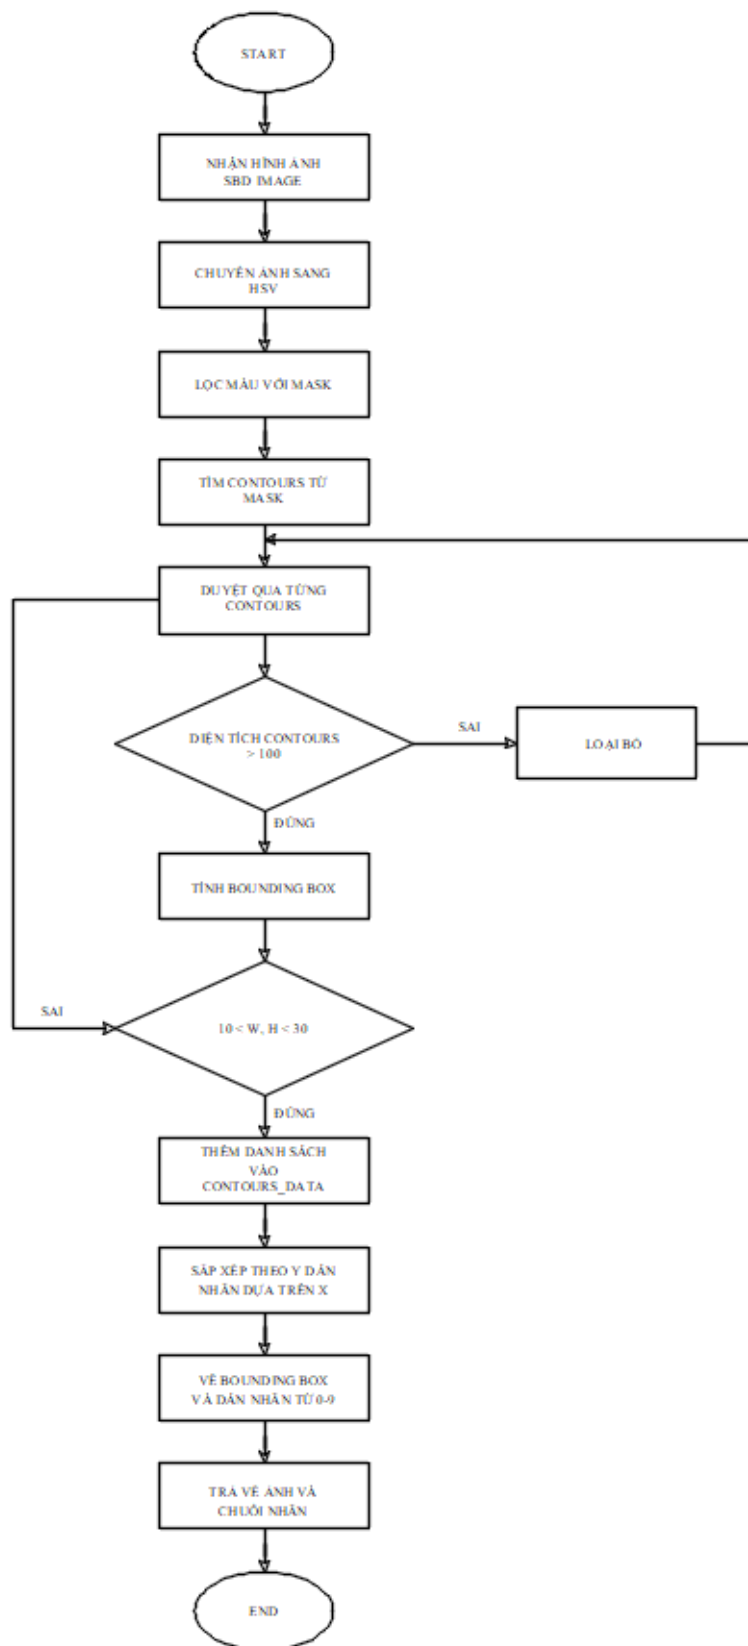 START
NHẬN HÌNH ẢNH
SBD IMAGE
CHUYỂN ẢNH SANG
HSV
LỌC MÀU VỚI MASK
TÌM CONTOURS TỪ
MASK
DUYỆT QUA TỪNG
CONTOURS
DIỆN TÍCH CONTOURS
> 100
SAI
LOẠI BỎ
ĐÚNG
TÍNH BOUNDING BOX
SAI
10 < W, H < 30
ĐÚNG
THÊM DANH SÁCH
VÀO
CONTOURS_DATA
SẮP XẾP THEO Y DÁN
NHÃN DỰA TRÊN X
VẼ BOUNDING BOX
VÀ DÁN NHÃN TỪ 0-9
TRẢ VỀ ẢNH VÀ
CHUỖI NHÃN
END